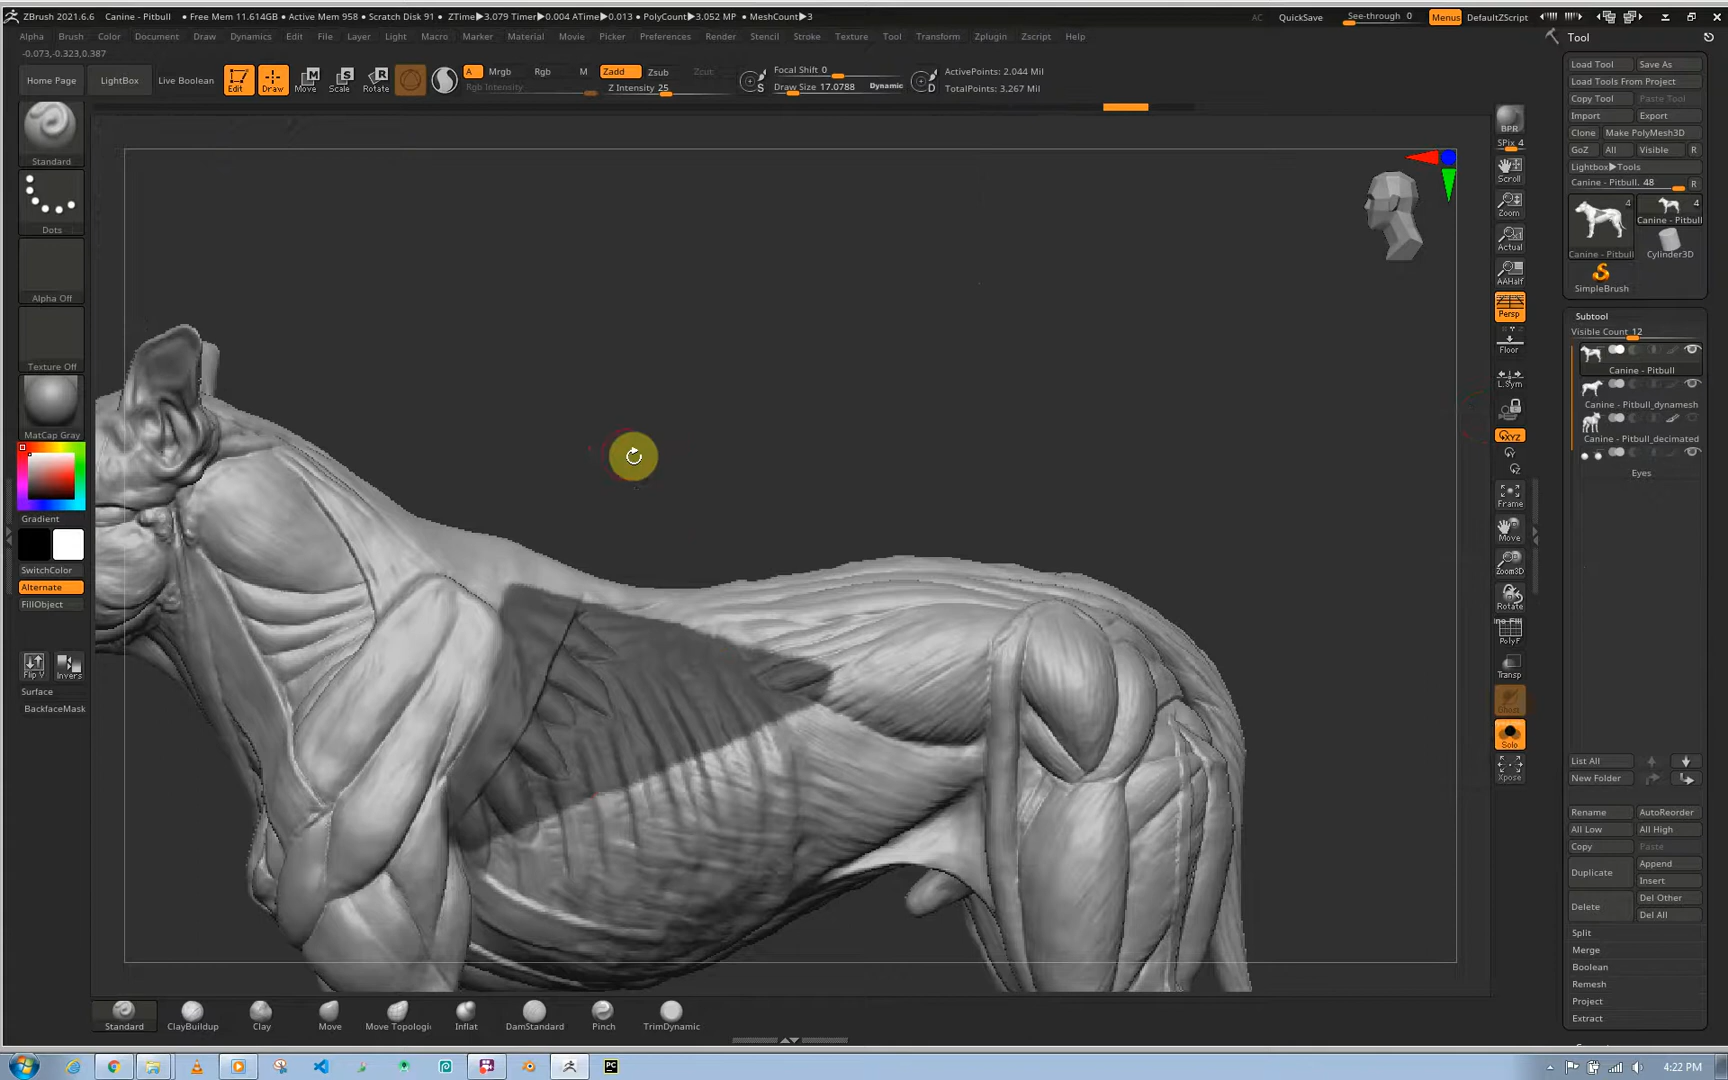 ZBrush 2021.6.6 Canine - Pitbull • Free Mem 11.614GB • Active Mem 958 • Scratch Disk 91 • ZTime▶3.079 Timer▶0.004 ATime▶0.013 • PolyCount▶3.052 MP • MeshCount▶3 AC QuickSave See-through 0 Menus DefaultZScript
Alpha Brush Color Document Draw Dynamics Edit File Layer Light Macro Marker Material Movie Picker Preferences Render Stencil Stroke Texture Tool Transform Zplugin Zscript Help
-0.073,-0.323,0.387
Home Page LightBox Live Boolean Edit Draw Move Scale Rotate
A Mrgb Rgb M Zadd Zsub Zcut
Rgb Intensity Z Intensity 25
Focal Shift 0
Draw Size 17.0788 Dynamic
ActivePoints: 2.044 Mil
TotalPoints: 3.267 Mil
Standard
Dots
Alpha Off
Texture Off
MatCap Gray
Gradient
SwitchColor
Alternate
FillObject
Flip V Invers
Surface
BackfaceMask
BPR
SPix 4
Scroll
Zoom
Actual
AAHalf
Persp
Floor
L.Sym
XYZ
Frame
Move
Zoom3D
Rotate
PolyF
Transp
Ghost
Solo
Xpose
Tool
Load Tool Save As
Load Tools From Project
Copy Tool Paste Tool
Import Export
Clone Make PolyMesh3D
GoZ All Visible R
Lightbox▶Tools
Canine - Pitbull. 48 R
4 4
Canine - Pitbull
Canine - Pitbull Cylinder3D
SimpleBrush
Subtool
Visible Count 12
Canine - Pitbull
Canine - Pitbull_dynamesh
Canine - Pitbull_decimated
Eyes
List All
New Folder
Rename AutoReorder
All Low All High
Copy Paste
Duplicate Append
Insert
Delete Del Other
Del All
Split
Merge
Boolean
Remesh
Project
Extract
Standard ClayBuildup Clay Move Move Topologic Inflat DamStandard Pinch TrimDynamic
PC
4:22 PM